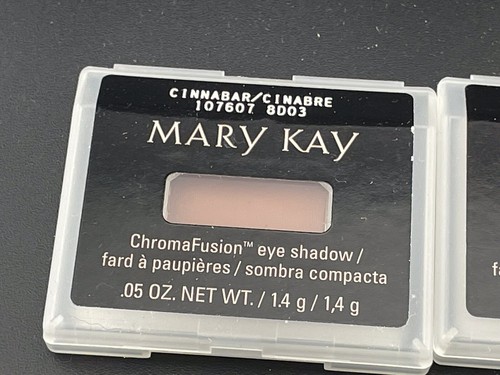 CINNABAR/CINABRE
107607 8D03
MARY KAY
ChromaFusion™ eye shadow /
fard à paupières / sombra compacta
.05 OZ. NET WT. / 1.4 g / 1,4 g